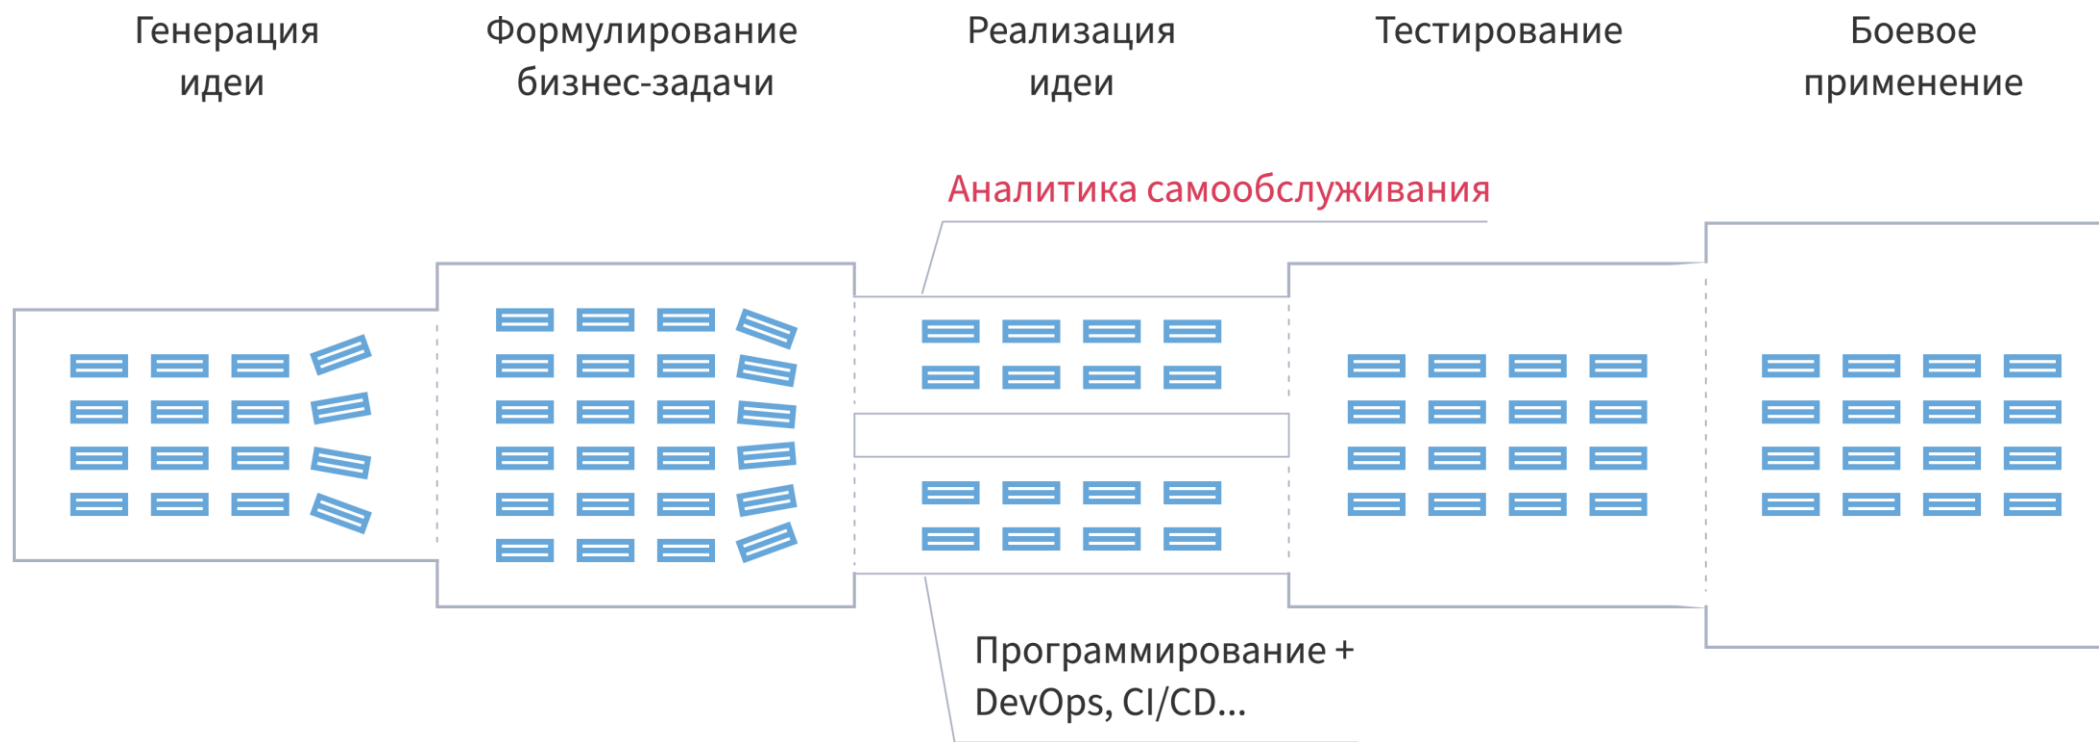 Генерация
идеи
Формулирование
бизнес-задачи
Реализация
идеи
Тестирование
Боевое
применение
Аналитика самообслуживания
Программирование +
DevOps, CI/CD...